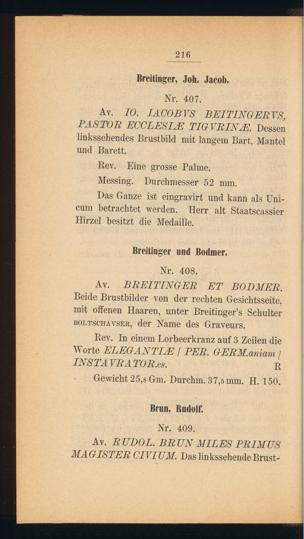 216
Breitinger, Joh. Jacob.
Nr. 407.
Av. IO. IACOBVS BEITINGERVS,
PASTOR ECCLESIÆ TIGVRINÆ. Dessen
linkssehendes Brustbild mit langem Bart, Mantel
und Barett.
Rev. Eine grosse Palme.
Messing. Durchmesser 52 mm.
Das Ganze ist eingravirt und kann als Uni-
cum betrachtet werden. Herr alt Staatscassier
Hirzel besitzt die Medaille.
Breitinger und Bodmer.
Nr. 408.
Av. BREITINGER ET BODMER.
Beide Brustbilder von der rechten Gesichtsseite,
mit offenen Haaren, unter Breitinger's Schulter
BOLTSCHAVSER, der Name des Graveurs.
Rev. In einem Lorbeerkranz auf 3 Zeilen die
Worte ELEGANTIÆ / PER. GERM.aniam /
INSTAVRATOR.es. R
Gewicht 25,8 Gm. Durchm. 37,5 mm. H. 150.
Brun, Rudolf.
Nr. 409.
Av. RUDOL. BRUN MILES PRIMUS
MAGISTER CIVIUM. Das linkssehende Brust-